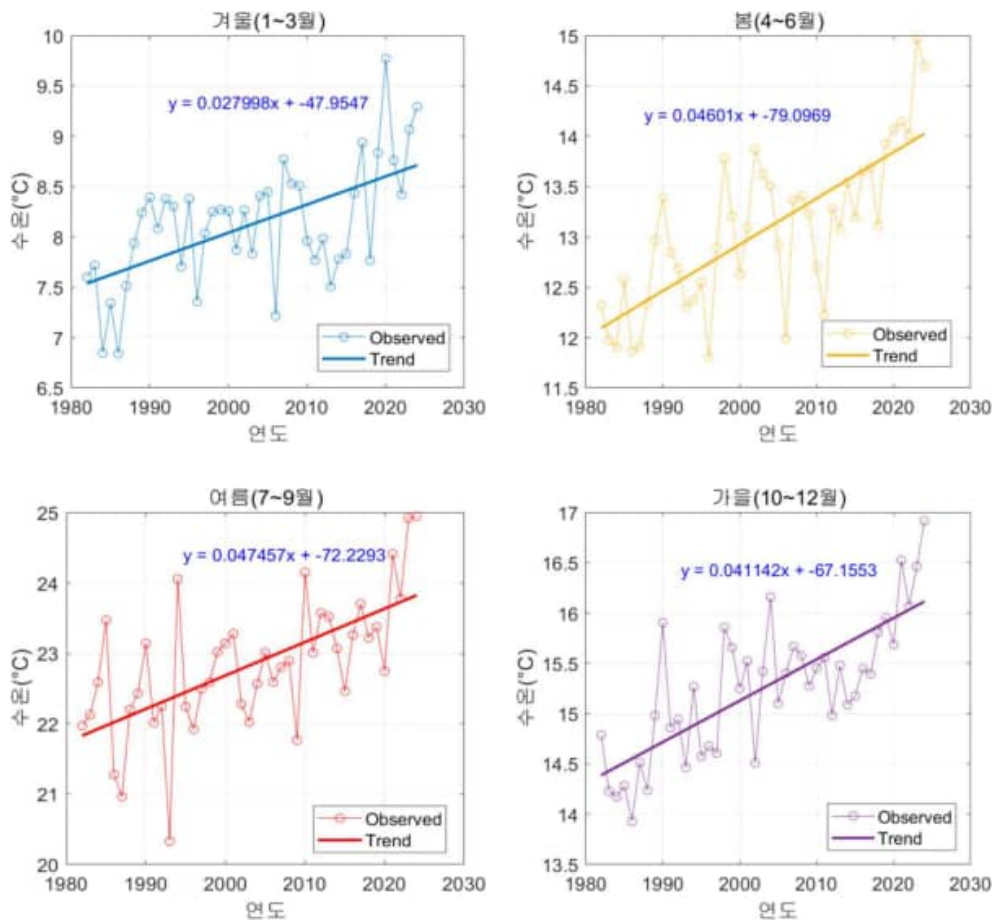 겨울(1~3월)
10
9.5
9
8.5
8
7.5
7
6.5
수온(°C)
y = 0.027998x + -47.9547
Observed
Trend
1980 1990 2000 2010 2020 2030
연도
봄(4~6월)
15
14.5
14
13.5
13
12.5
12
11.5
수온(°C)
y = 0.04601x + -79.0969
Observed
Trend
1980 1990 2000 2010 2020 2030
연도
여름(7~9월)
25
24
23
22
21
20
수온(°C)
y = 0.047457x + -72.2293
Observed
Trend
1980 1990 2000 2010 2020 2030
연도
가을(10~12월)
17
16.5
16
15.5
15
14.5
14
13.5
수온(°C)
y = 0.041142x + -67.1553
Observed
Trend
1980 1990 2000 2010 2020 2030
연도